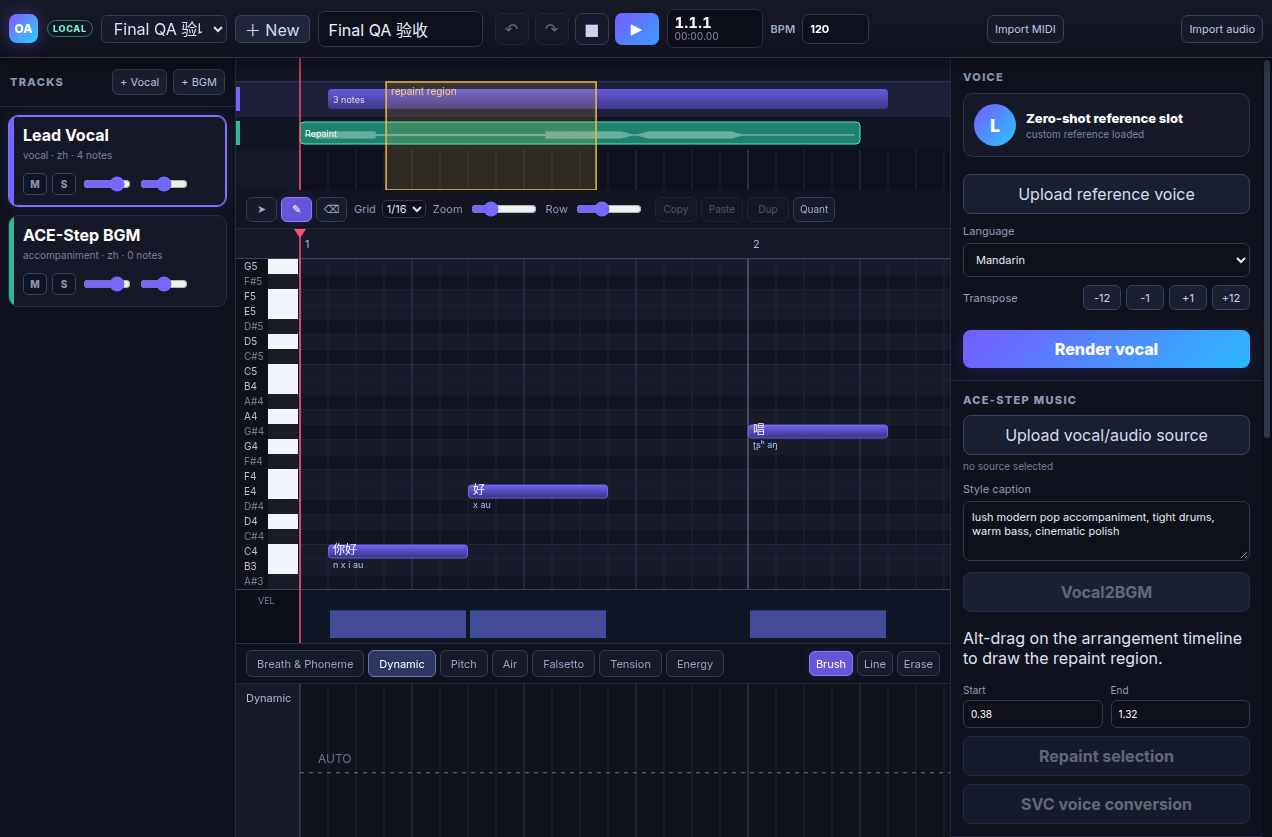 OA
LOCAL
Final QA 验
+ New
Final QA 验收
1.1.1
00:00.00
BPM
120
Import MIDI
Import audio
TRACKS
+ Vocal
+ BGM
Lead Vocal
vocal · zh · 4 notes
M
S
ACE-Step BGM
accompaniment · zh · 0 notes
M
S
3 notes
repaint region
Repaint
Grid
1/16
Zoom
Row
Copy
Paste
Dup
Quant
1
2
G5
F#5
F5
E5
D#5
D5
C#5
C5
B4
A#4
A4
G#4
G4
F#4
F4
E4
D#4
D4
C#4
C4
B3
A#3
唱
tʂʰ aŋ
好
x au
你好
n x i au
VEL
Breath & Phoneme
Dynamic
Pitch
Air
Falsetto
Tension
Energy
Brush
Line
Erase
Dynamic
AUTO
VOICE
L
Zero-shot reference slot
custom reference loaded
Upload reference voice
Language
Mandarin
Transpose
-12
-1
+1
+12
Render vocal
ACE-STEP MUSIC
Upload vocal/audio source
no source selected
Style caption
lush modern pop accompaniment, tight drums,
warm bass, cinematic polish
Vocal2BGM
Alt-drag on the arrangement timeline
to draw the repaint region.
Start
End
0.38
1.32
Repaint selection
SVC voice conversion